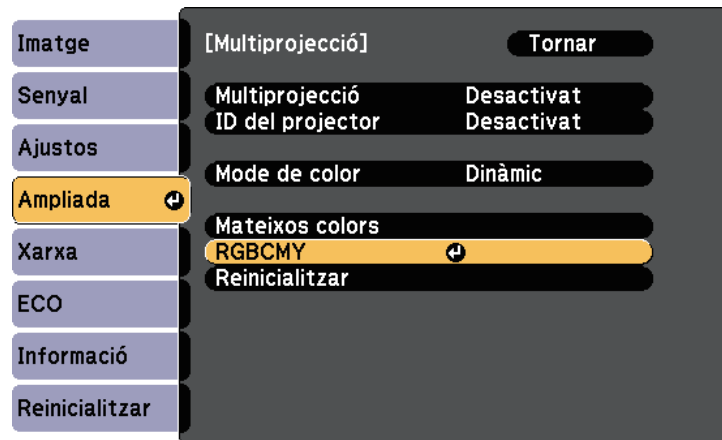 Imatge
Senyal
Ajustos
Ampliada
Xarxa
ECO
Informació
Reinicialitzar
[Multiprojecció] Tornar
Multiprojecció Desactivat
ID del projector Desactivat
Mode de color Dinàmic
Mateixos colors
RGBCMY
Reinicialitzar